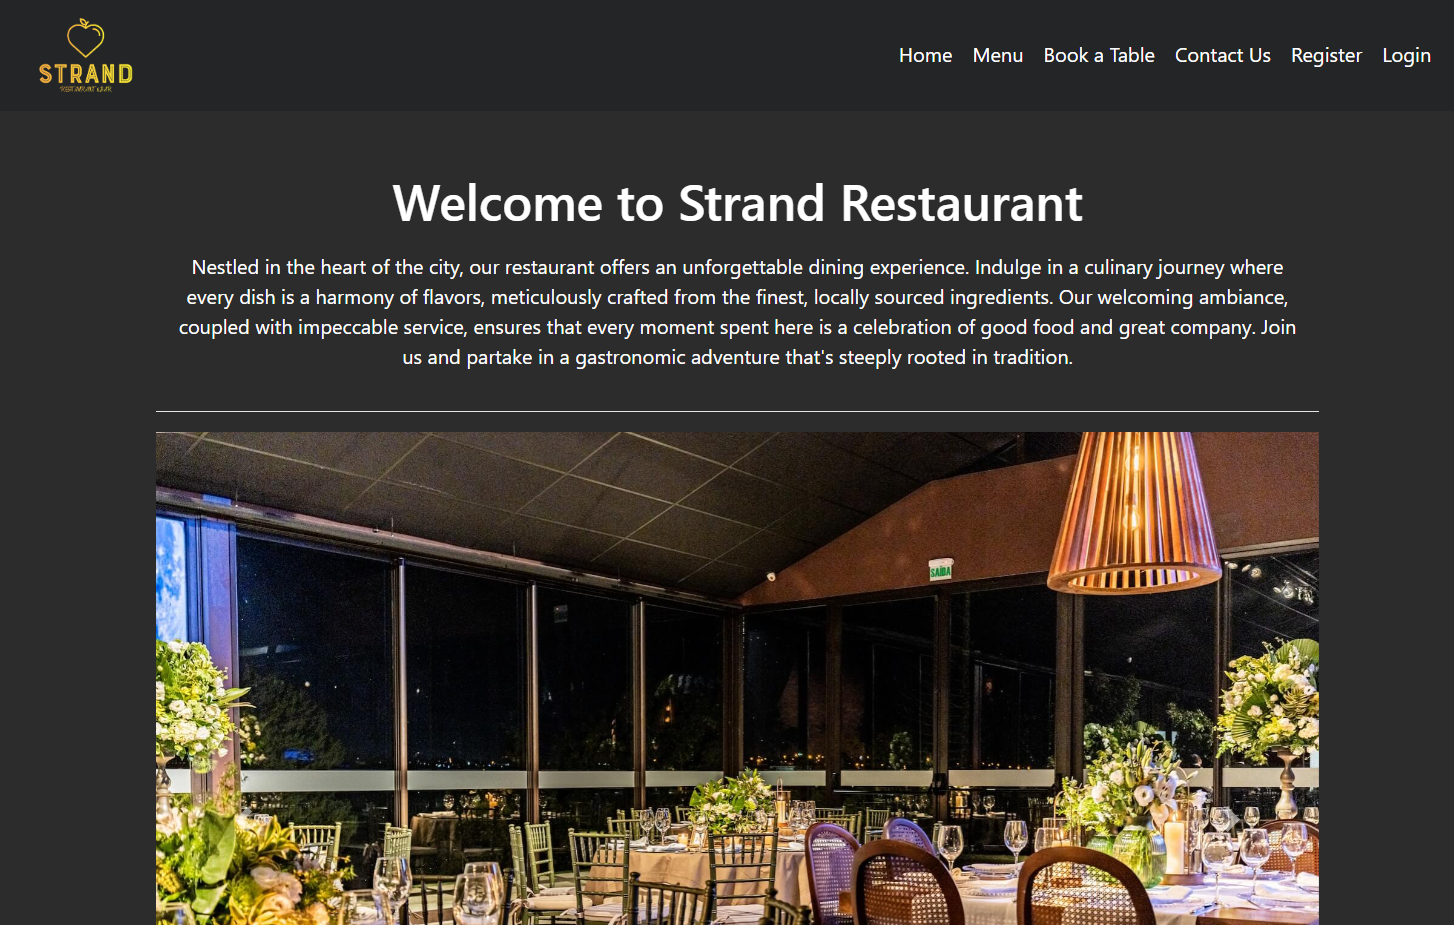 STRAND
RESTAURANT & BAR
Home Menu Book a Table Contact Us Register Login
Welcome to Strand Restaurant
Nestled in the heart of the city, our restaurant offers an unforgettable dining experience. Indulge in a culinary journey where
every dish is a harmony of flavors, meticulously crafted from the finest, locally sourced ingredients. Our welcoming ambiance,
coupled with impeccable service, ensures that every moment spent here is a celebration of good food and great company. Join
us and partake in a gastronomic adventure that's steeply rooted in tradition.
SAÍDA